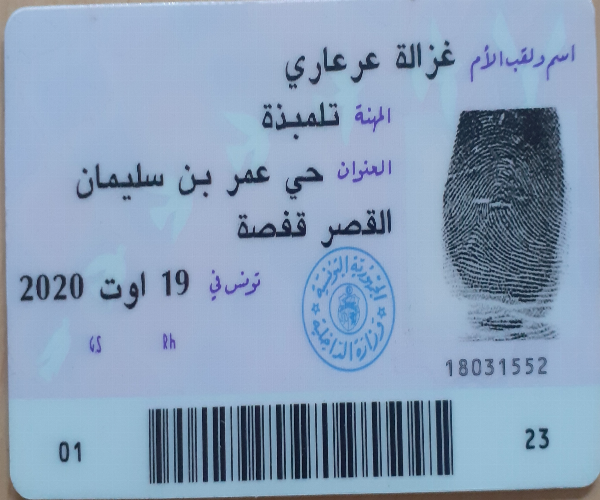 اسم ولقب الأم غزالة عرعاري
المهنة تلميذة
العنوان حي عمر بن سليمان
القصر قفصة
تونس في 19 اوت 2020
الجمهورية التونسية
وزارة الداخلية
GS Rh
18031552
01 23